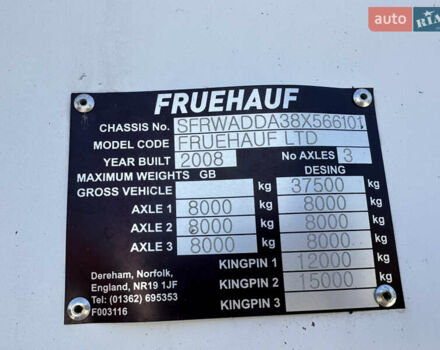 auto RIA
FRUEHAUF
CHASSIS No. SFRWADDA38X566101
MODEL CODE FRUEHAUF LTD
YEAR BUILT 2008 No AXLES 3
MAXIMUM WEIGHTS GB DESING
GROSS VEHICLE kg 37500 kg
AXLE 1 8000 kg 8000 kg
AXLE 2 8000 kg 8000 kg
AXLE 3 8000 kg 8000 kg
KINGPIN 1 12000 kg
KINGPIN 2 15000 kg
KINGPIN 3 kg
Dereham, Norfolk,
England, NR19 1JF
Tel: (01362) 695353
F003116